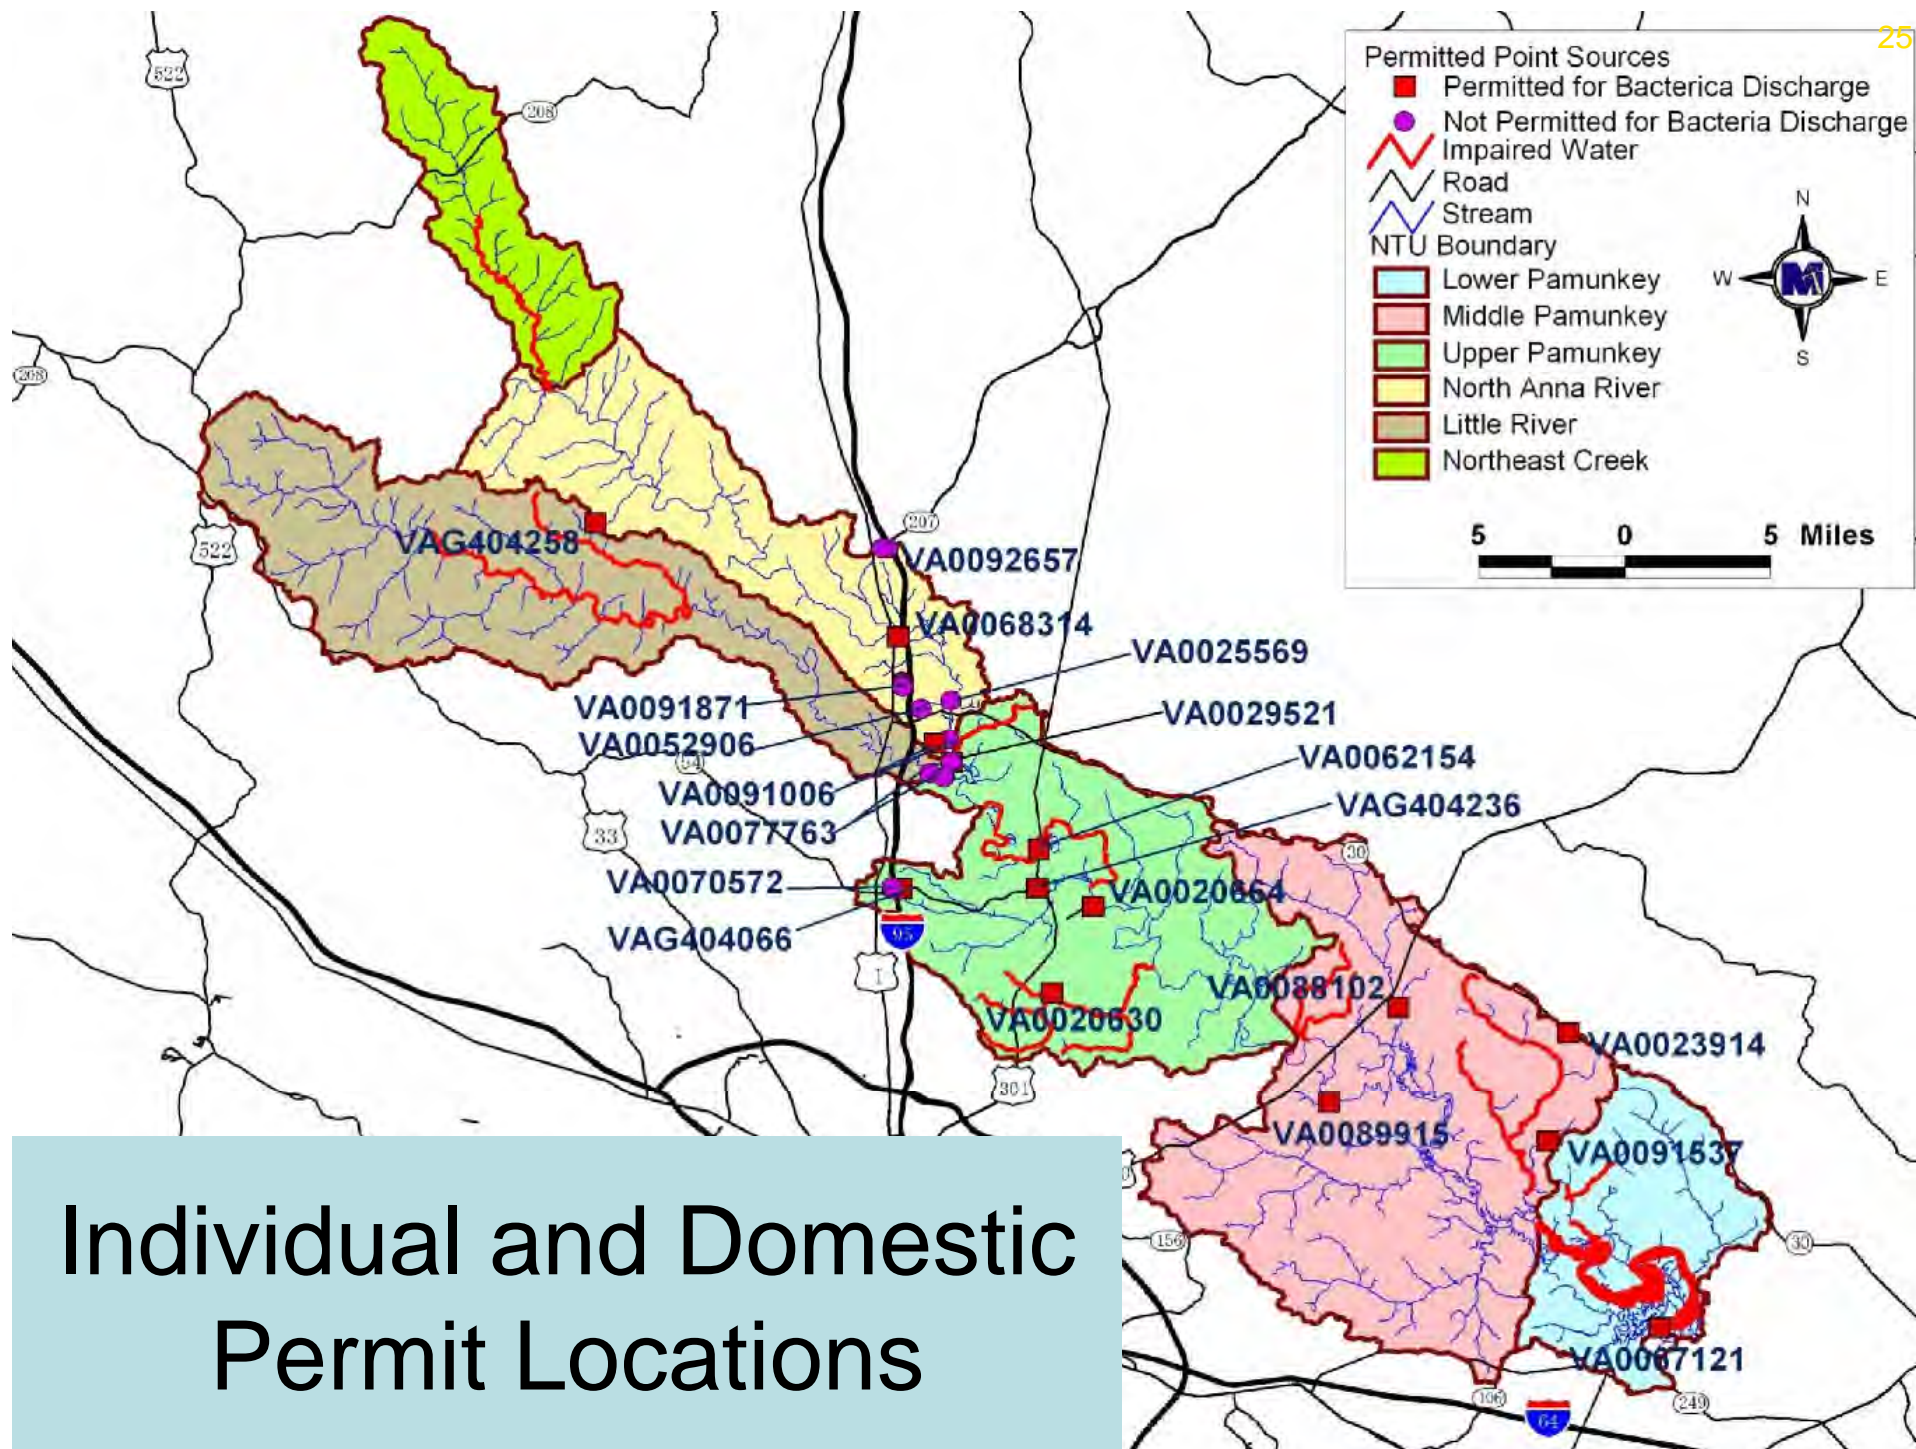 25
522
208
Permitted Point Sources
Permitted for Bacterica Discharge
Not Permitted for Bacteria Discharge
Impaired Water
Road
Stream
NTU Boundary
Lower Pamunkey
Middle Pamunkey
Upper Pamunkey
North Anna River
Little River
Northeast Creek
N
W
M
E
S
5 0 5 Miles
208
522
207
VAG404258
VA0092657
VA0068314
VA0025569
VA0091871
VA0029521
VA0052906
54
VA0062154
VA0091006
VAG404236
VA0077763
33
30
VA0070572
VA0020664
VAG404066
95
1
VA0088102
VA0020630
VA0023914
301
VA0089915
VA0091537
156
30
VA0067121
106
249
64
Individual and Domestic
Permit Locations